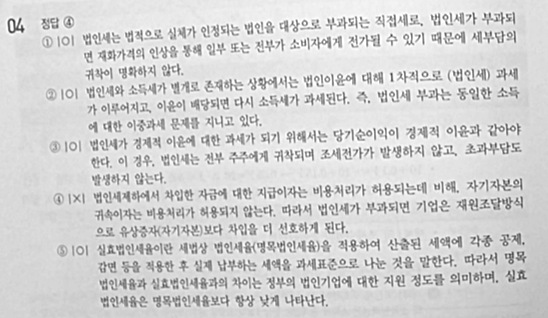 04 정답 ④
① |O| 법인세는 법적으로 실체가 인정되는 법인을 대상으로 부과되는 직접세로, 법인세가 부과되
면 재화가격의 인상을 통해 일부 또는 전부가 소비자에게 전가될 수 있기 때문에 세부담의
귀착이 명확하지 않다.
② |O| 법인세와 소득세가 별개로 존재하는 상황에서는 법인이윤에 대해 1차적으로 (법인세) 과세
가 이루어지고, 이윤이 배당되면 다시 소득세가 과세된다. 즉, 법인세 부과는 동일한 소득
에 대한 이중과세 문제를 지니고 있다.
③ |O| 법인세가 경제적 이윤에 대한 과세가 되기 위해서는 당기순이익이 경제적 이윤과 같아야
한다. 이 경우, 법인세는 전부 주주에게 귀착되며 조세전가가 발생하지 않고, 초과부담도
발생하지 않는다.
④ |X| 법인세제하에서 차입한 자금에 대한 지급이자는 비용처리가 허용되는데 비해, 자기자본의
귀속이자는 비용처리가 허용되지 않는다. 따라서 법인세가 부과되면 기업은 재원조달방식
으로 유상증자(자기자본)보다 차입을 더 선호하게 된다.
⑤ |O| 실효법인세율이란 세법상 법인세율(명목법인세율)을 적용하여 산출된 세액에 각종 공제,
감면 등을 적용한 후 실제 납부하는 세액을 과세표준으로 나눈 것을 말한다. 따라서 명목
법인세율과 실효법인세율과의 차이는 정부의 법인기업에 대한 지원 정도를 의미하며, 실효
법인세율은 명목법인세율보다 항상 낮게 나타난다.